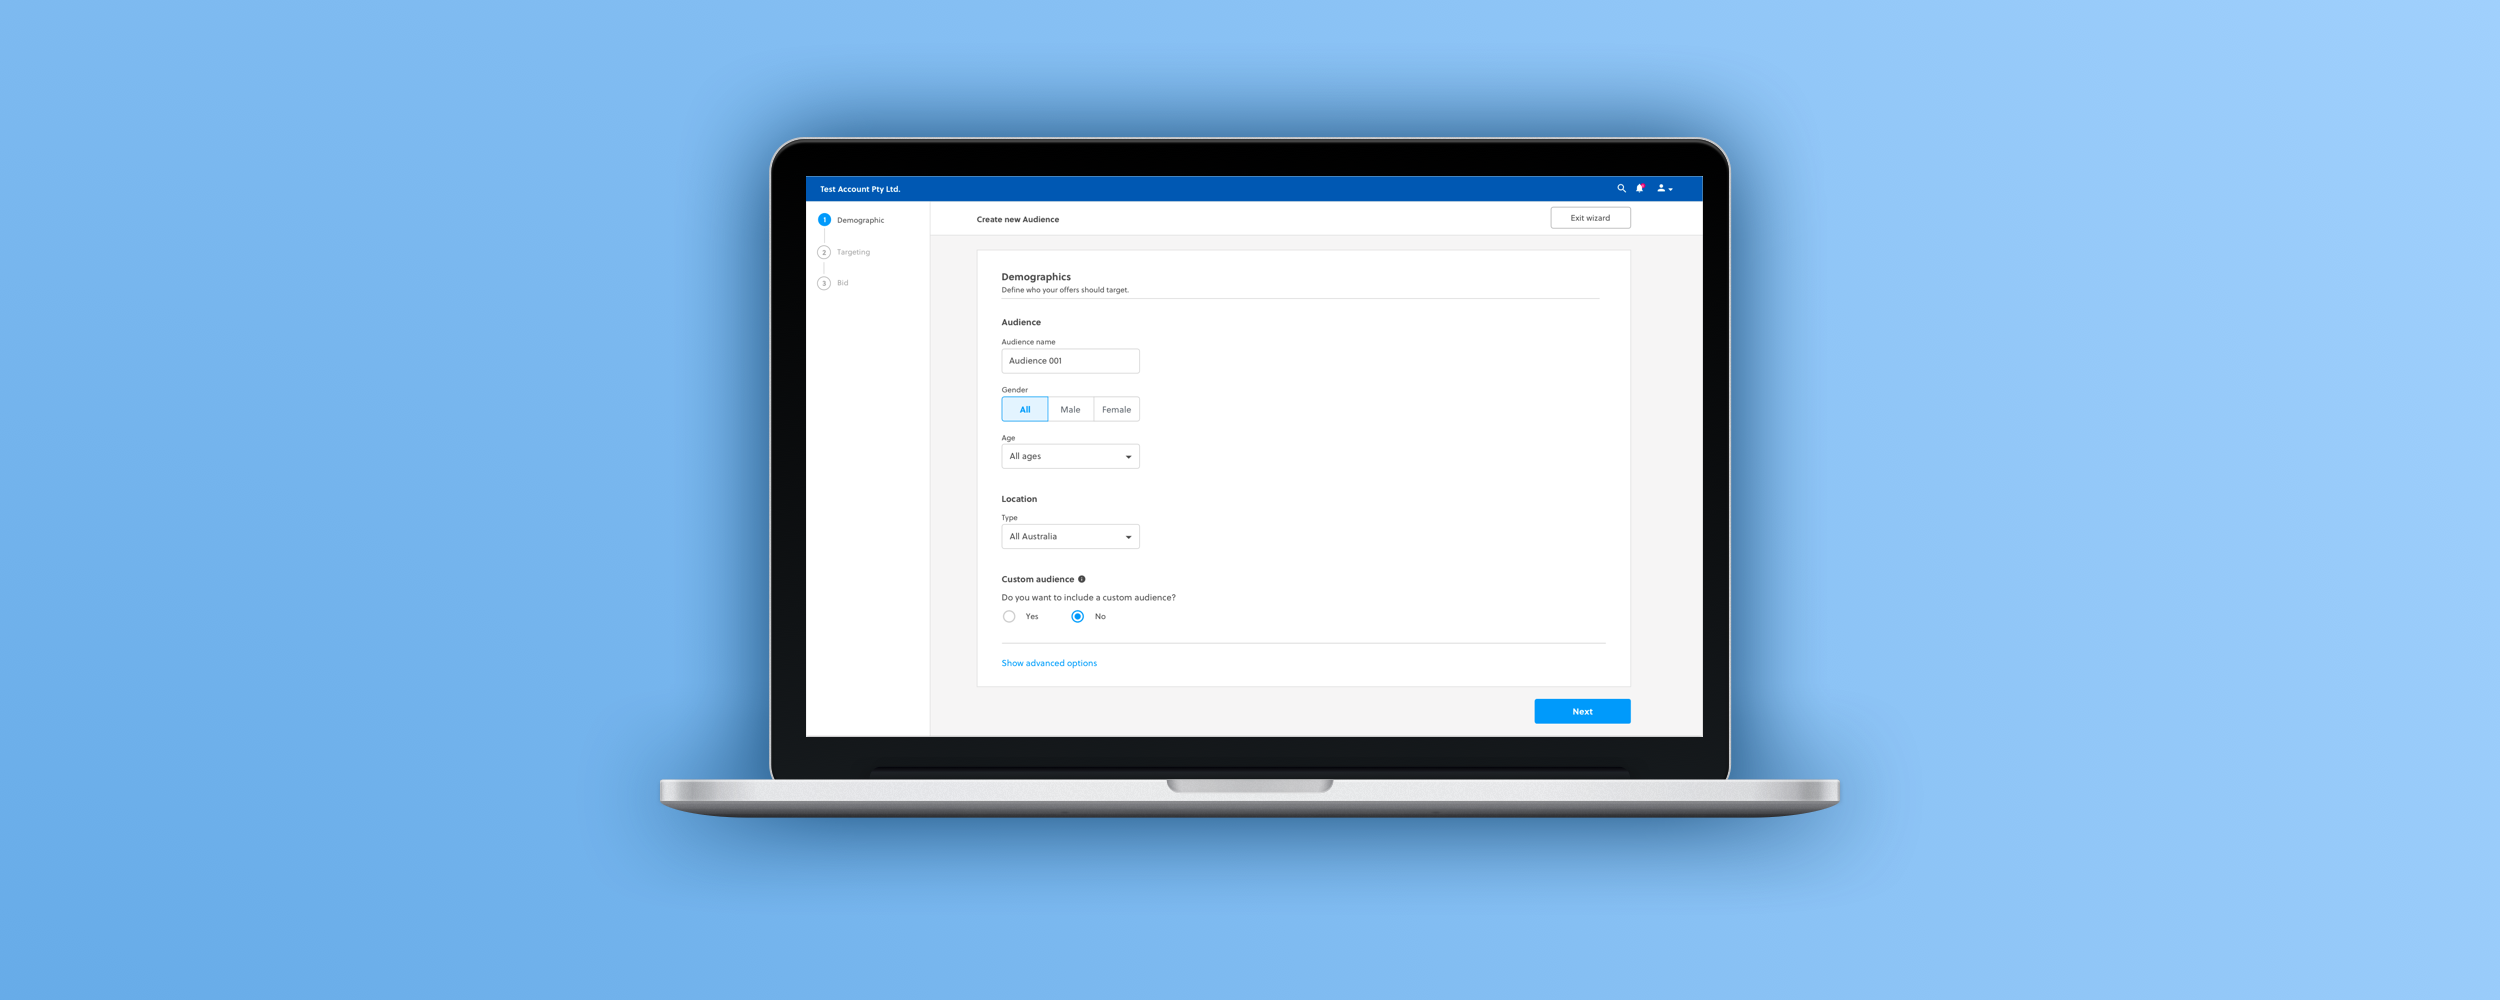 Test Account Pty Ltd.
1 Demographic
2 Targeting
3 Bid
Create new Audience
Exit wizard
Demographics
Define who your offers should target.
Audience
Audience name
Audience 001
Gender
All Male Female
Age
All ages
Location
Type
All Australia
Custom audience
Do you want to include a custom audience?
Yes No
Show advanced options
Next